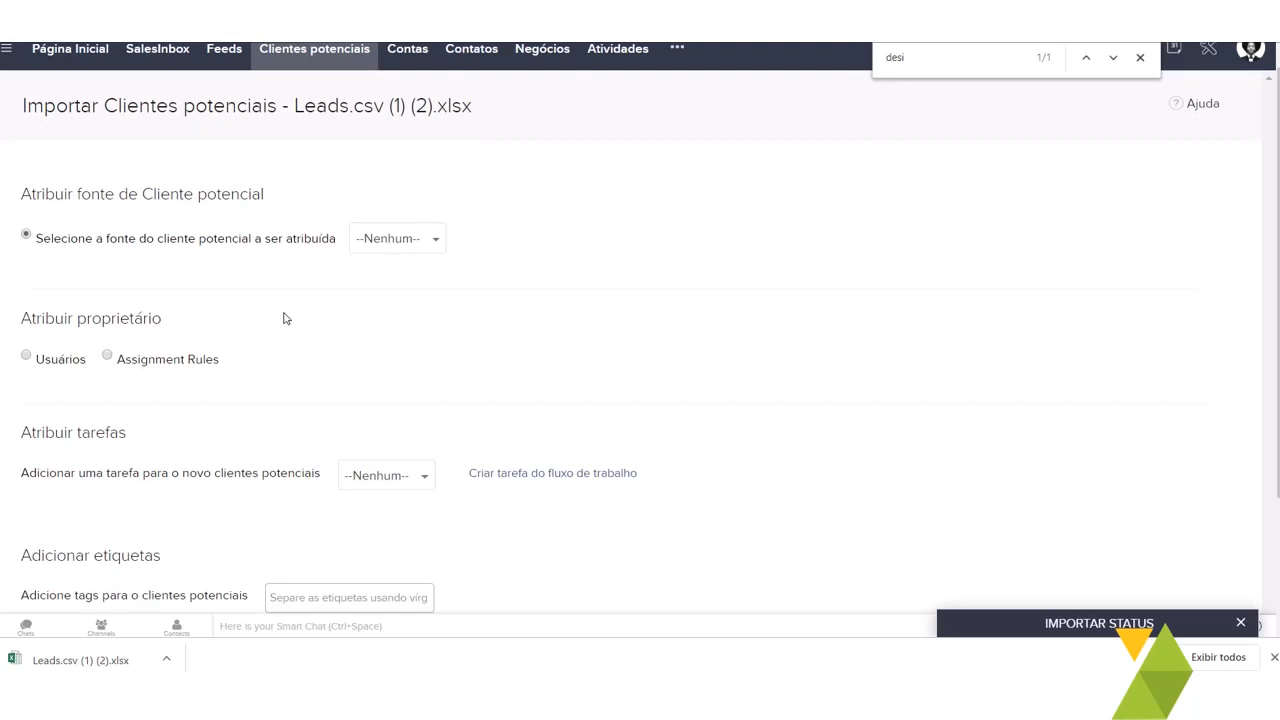 Página Inicial SalesInbox Feeds Clientes potenciais Contas Contatos Negócios Atividades •••
desi 1/1
Importar Clientes potenciais - Leads.csv (1) (2).xlsx
? Ajuda
Atribuir fonte de Cliente potencial
Selecione a fonte do cliente potencial a ser atribuída --Nenhum--
Atribuir proprietário
Usuários Assignment Rules
Atribuir tarefas
Adicionar uma tarefa para o novo clientes potenciais --Nenhum-- Criar tarefa do fluxo de trabalho
Adicionar etiquetas
Adicione tags para o clientes potenciais Separe as etiquetas usando vírg
Chats Channels Contacts Here is your Smart Chat (Ctrl+Space)
IMPORTAR STATUS
Leads.csv (1) (2).xlsx
Exibir todos